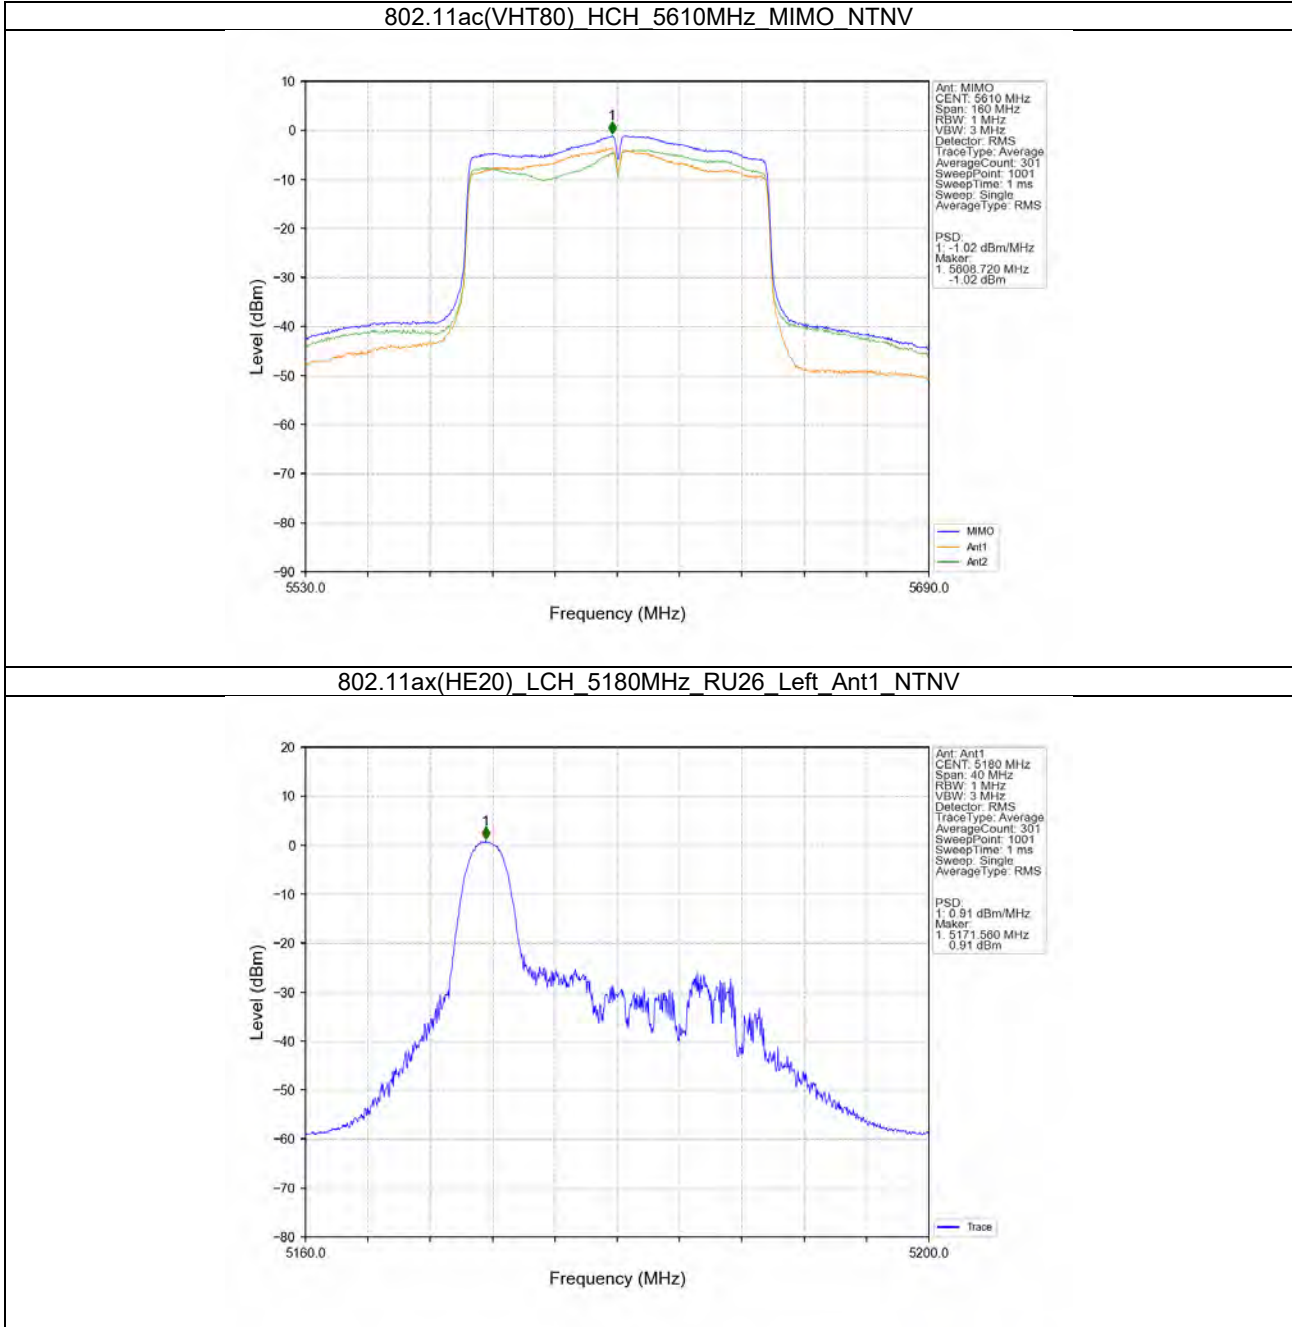 802.11ac(VHT80)_HCH_5610MHz_MIMO_NTNV
10
0
−10
−20
−30
−40
−50
−60
−70
−80
−90
Level (dBm)
1
5530.0
5690.0
Frequency (MHz)
Ant: MIMO
CENT: 5610 MHz
Span: 160 MHz
RBW: 1 MHz
VBW: 3 MHz
Detector: RMS
TraceType: Average
AverageCount: 301
SweepPoint: 1001
SweepTime: 1 ms
Sweep: Single
AverageType: RMS
PSD:
1: -1.02 dBm/MHz
Maker:
1. 5608.720 MHz
-1.02 dBm
MIMO
Ant1
Ant2
802.11ax(HE20)_LCH_5180MHz_RU26_Left_Ant1_NTNV
20
10
0
−10
−20
−30
−40
−50
−60
−70
−80
Level (dBm)
1
5160.0
5200.0
Frequency (MHz)
Ant: Ant1
CENT: 5180 MHz
Span: 40 MHz
RBW: 1 MHz
VBW: 3 MHz
Detector: RMS
TraceType: Average
AverageCount: 301
SweepPoint: 1001
SweepTime: 1 ms
Sweep: Single
AverageType: RMS
PSD:
1: 0.91 dBm/MHz
Maker:
1. 5171.560 MHz
0.91 dBm
Trace